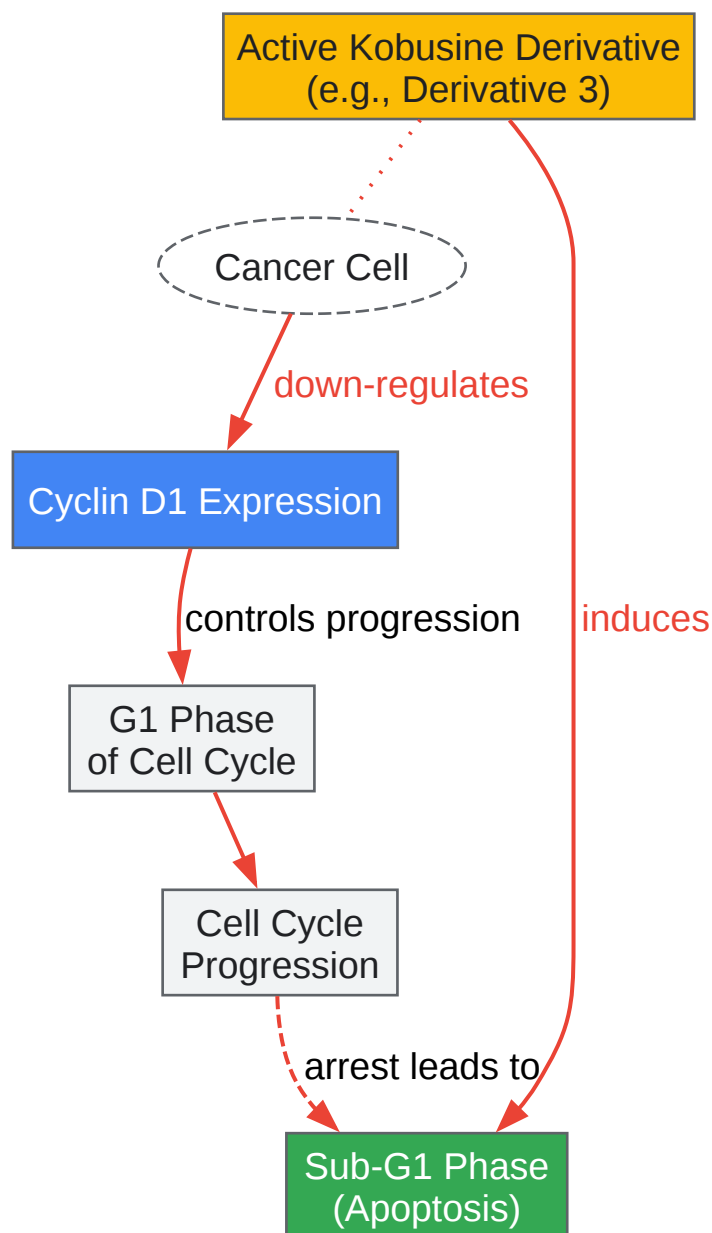 Active Kobusine Derivative
(e.g., Derivative 3)
Cancer Cell
down-regulates
Cyclin D1 Expression
controls progression
induces
G1 Phase
of Cell Cycle
Cell Cycle
Progression
arrest leads to
Sub-G1 Phase
(Apoptosis)